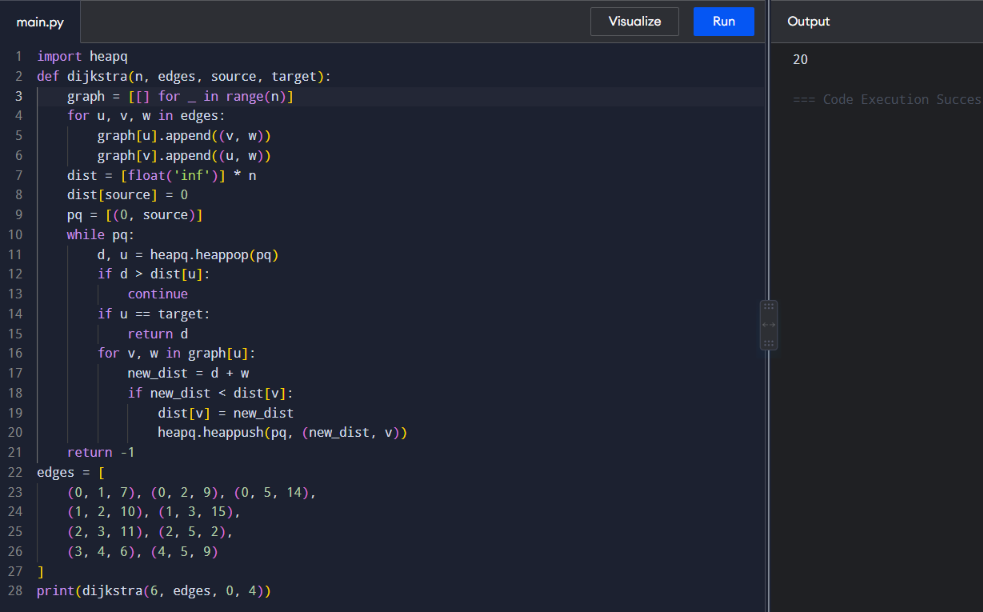 main.py
Visualize
Run
Output
1 import heapq
2 def dijkstra(n, edges, source, target):
3     graph = [[] for _ in range(n)]
4     for u, v, w in edges:
5         graph[u].append((v, w))
6         graph[v].append((u, w))
7     dist = [float('inf')] * n
8     dist[source] = 0
9     pq = [(0, source)]
10     while pq:
11         d, u = heapq.heappop(pq)
12         if d > dist[u]:
13             continue
14         if u == target:
15             return d
16         for v, w in graph[u]:
17             new_dist = d + w
18             if new_dist < dist[v]:
19                 dist[v] = new_dist
20                 heapq.heappush(pq, (new_dist, v))
21     return -1
22 edges = [
23     (0, 1, 7), (0, 2, 9), (0, 5, 14),
24     (1, 2, 10), (1, 3, 15),
25     (2, 3, 11), (2, 5, 2),
26     (3, 4, 6), (4, 5, 9)
27 ]
28 print(dijkstra(6, edges, 0, 4))
20
=== Code Execution Succes